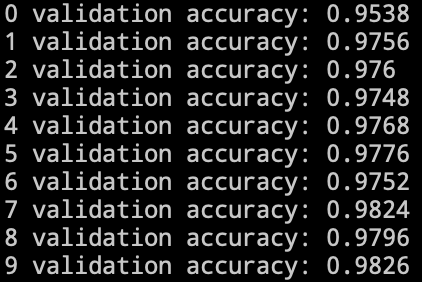 0 validation accuracy: 0.9538
1 validation accuracy: 0.9756
2 validation accuracy: 0.976
3 validation accuracy: 0.9748
4 validation accuracy: 0.9768
5 validation accuracy: 0.9776
6 validation accuracy: 0.9752
7 validation accuracy: 0.9824
8 validation accuracy: 0.9796
9 validation accuracy: 0.9826